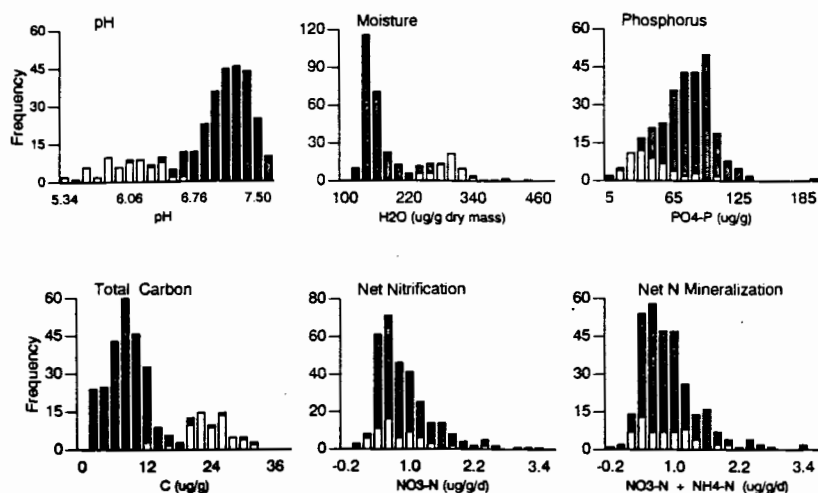 pH
Frequency
60
45
30
15
0
5.34 6.06 6.76 7.50
pH
Moisture
120
90
60
30
0
100 220 340 460
H2O (ug/g dry mass)
Phosphorus
60
45
30
15
0
5 65 125 185
PO4-P (ug/g)
Total Carbon
Frequency
60
45
30
15
0
0 12 24 36
C (ug/g)
Net Nitrification
80
60
40
20
0
-0.2 1.0 2.2 3.4
NO3-N (ug/g/d)
Net N Mineralization
60
45
30
15
0
-0.2 1.0 2.2 3.4
NO3-N + NH4-N (ug/g/d)